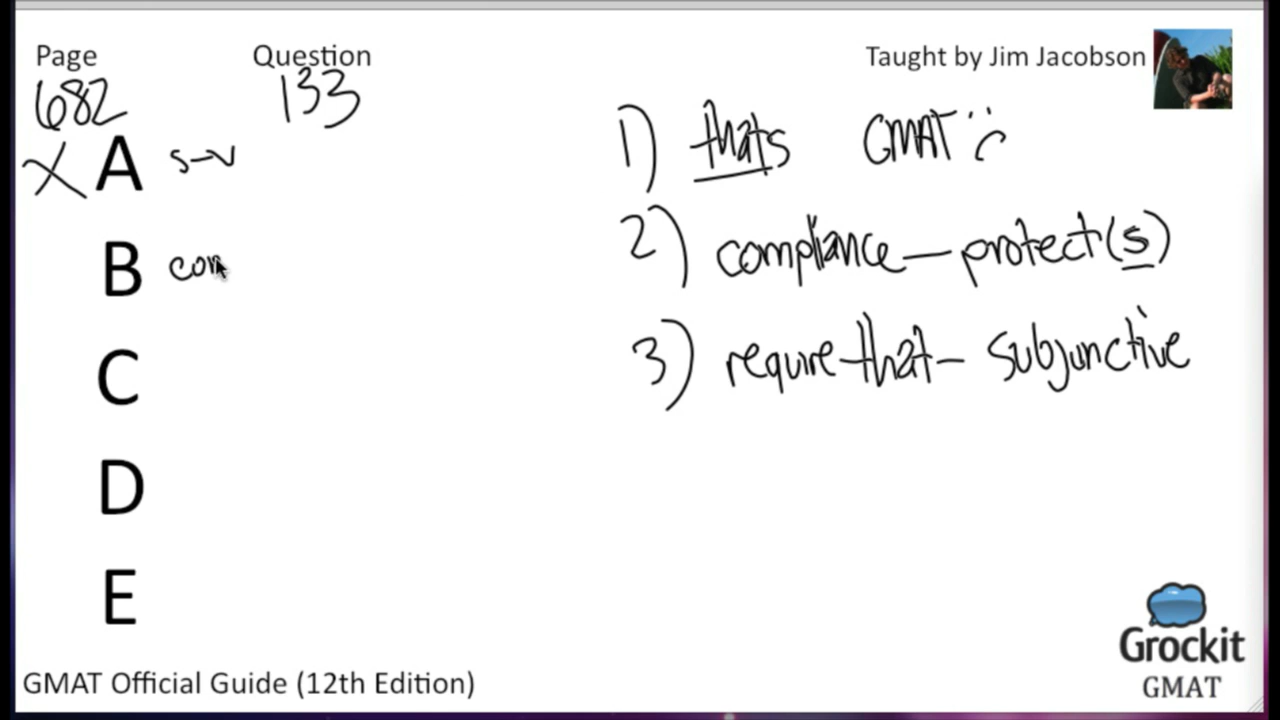 Page Question
Taught by Jim Jacobson
682 133
X A s-v
B con
C
D
E
1) thats GMAT
2) compliance — protect(s)
3) require that — subjunctive
GMAT Official Guide (12th Edition)
Grockit
GMAT